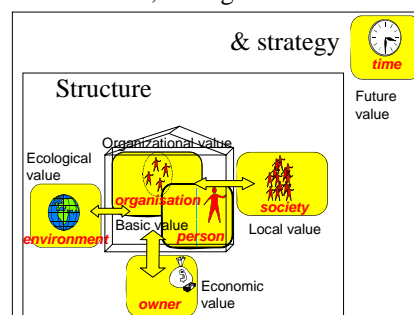 & strategy
time
Future
value
Structure
Organizational value
Ecological
value
organisation
society
environment
Basic value
person
Local value
$
owner
Economic
value